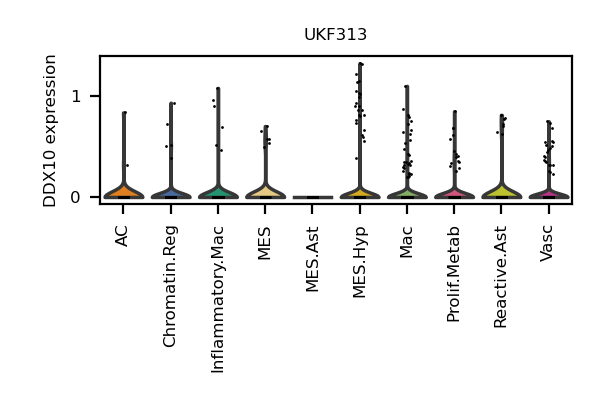 UKF313
DDX10 expression
1
0
AC
Chromatin.Reg
Inflammatory.Mac
MES
MES.Ast
MES.Hyp
Mac
Prolif.Metab
Reactive.Ast
Vasc